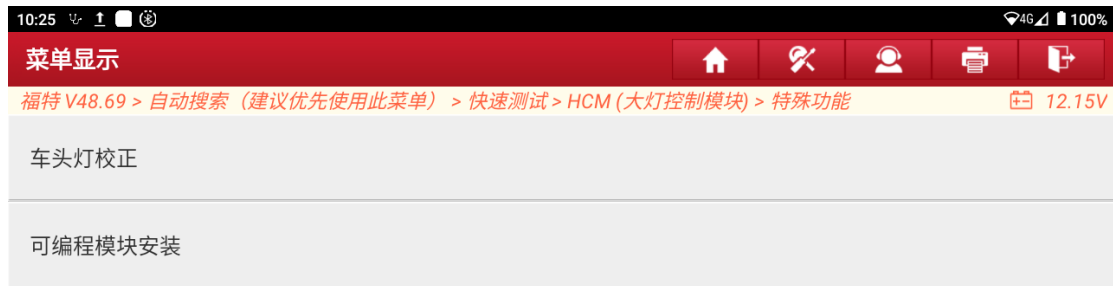 10:25 4G 100%
菜单显示
福特 V48.69 > 自动搜索（建议优先使用此菜单） > 快速测试 > HCM (大灯控制模块) > 特殊功能 12.15V
车头灯校正
可编程模块安装